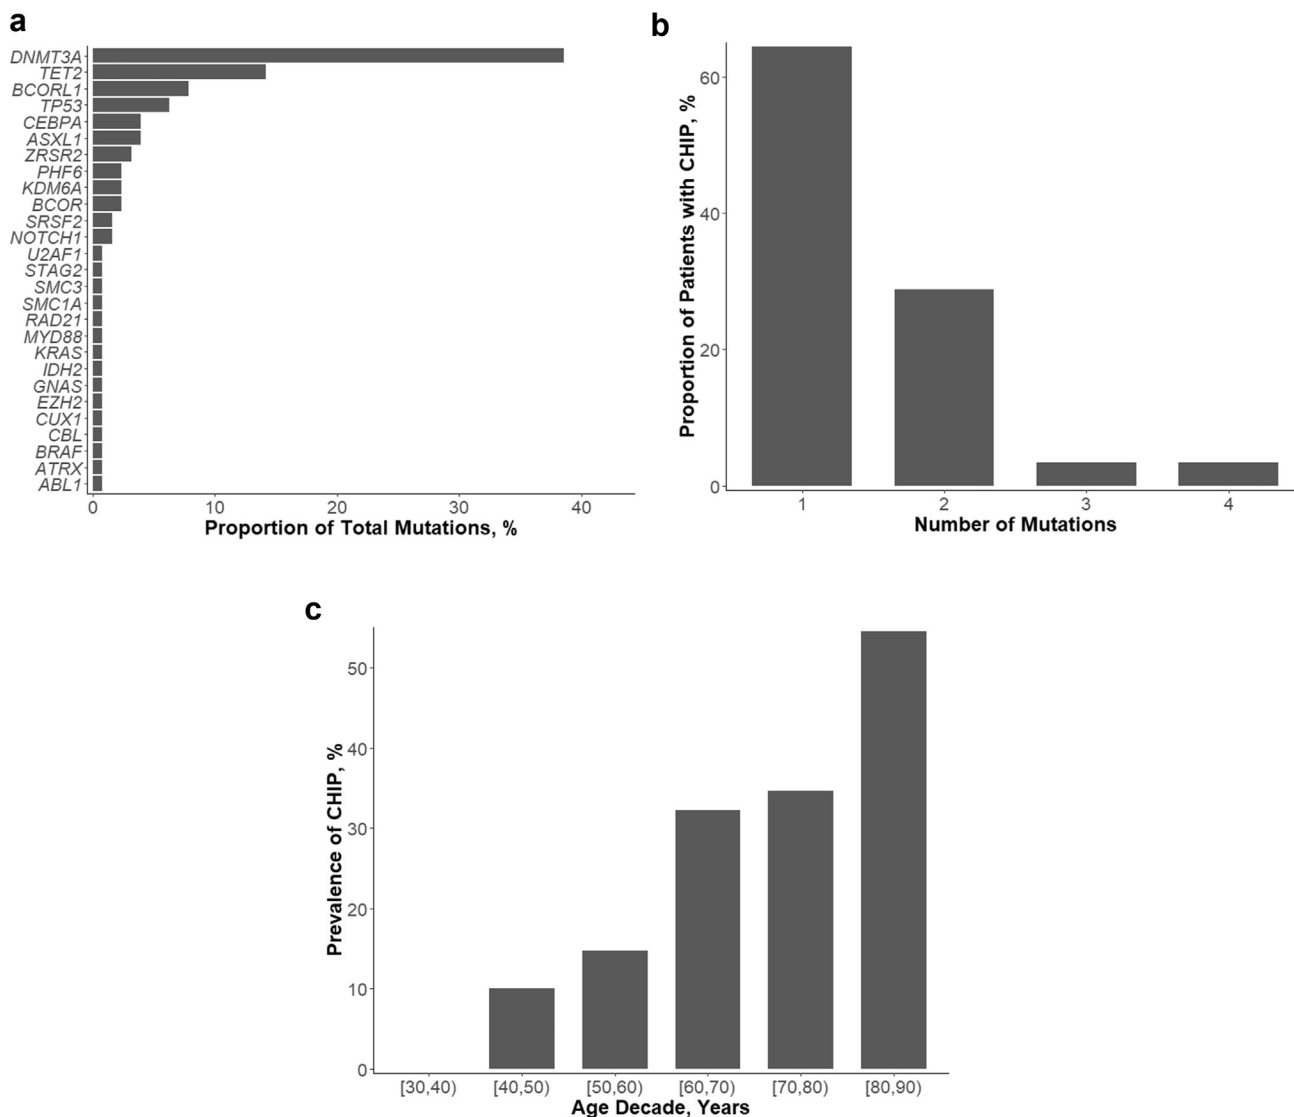 a
DNMT3A
TET2
BCORL1
TP53
CEBPA
ASXL1
ZRSR2
PHF6
KDM6A
BCOR
SRSF2
NOTCH1
U2AF1
STAG2
SMC3
SMC1A
RAD21
MYD88
KRAS
IDH2
GNAS
EZH2
CUX1
CBL
BRAF
ATRX
ABL1
0 10 20 30 40
Proportion of Total Mutations, %
b
Proportion of Patients with CHIP, %
60
40
20
0
1 2 3 4
Number of Mutations
c
Prevalence of CHIP, %
50
40
30
20
10
0
[30,40) [40,50) [50,60) [60,70) [70,80) [80,90)
Age Decade, Years